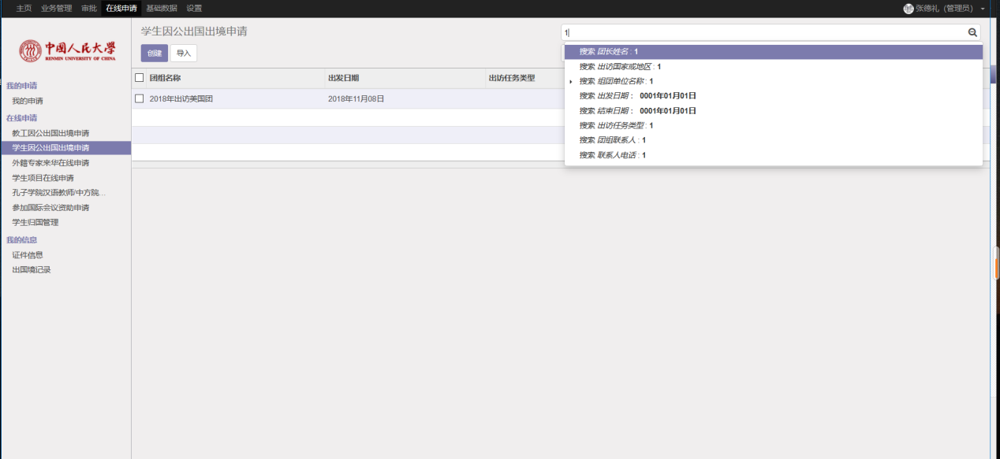 主页 业务管理 审批 在线申请 基础数据 设置 张德礼（管理员）
中国人民大学
RENMIN UNIVERSITY OF CHINA
我的申请
我的申请
在线申请
教工因公出国出境申请
学生因公出国出境申请
外籍专家来华在线申请
学生项目在线申请
孔子学院汉语教师/中方院...
参加国际会议资助申请
学生归国管理
我的信息
证件信息
出国境记录
学生因公出国出境申请
1
创建 导入
团组名称 出发日期 出访任务类型
2018年出访美国团 2018年11月08日
搜索 团长姓名 : 1
搜索 出访国家或地区 : 1
搜索 组团单位名称 : 1
搜索 出发日期 : 0001年01月01日
搜索 结束日期 : 0001年01月01日
搜索 出访任务类型 : 1
搜索 团组联系人 : 1
搜索 联系人电话 : 1